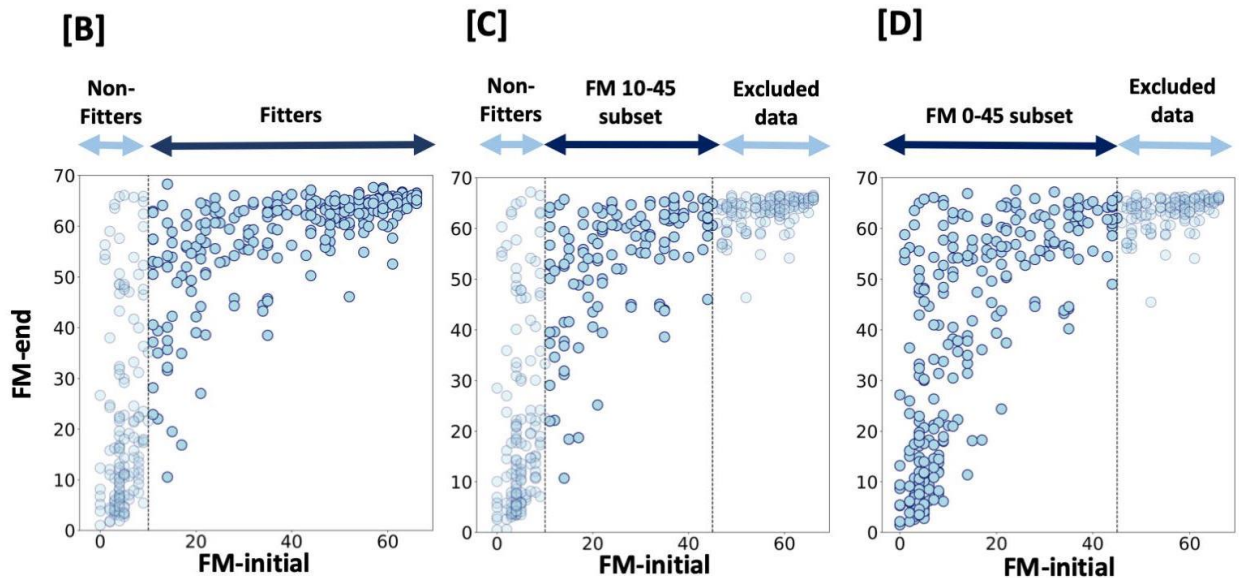 [B]
Non-
Fitters
Fitters
FM-end
70
60
50
40
30
20
10
0
0
20
40
60
FM-initial
[C]
Non-
Fitters
FM 10-45
subset
Excluded
data
70
60
50
40
30
20
10
0
0
20
40
60
FM-initial
[D]
FM 0-45 subset
Excluded
data
70
60
50
40
30
20
10
0
0
20
40
60
FM-initial